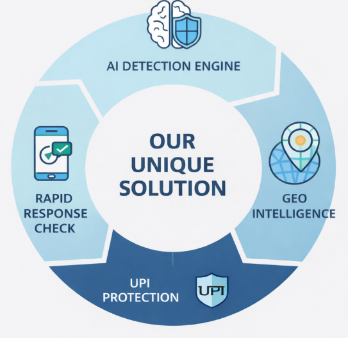 AI DETECTION ENGINE
OUR
UNIQUE
SOLUTION
RAPID
RESPONSE
CHECK
GEO
INTELLIGENCE
UPI
PROTECTION
UPI